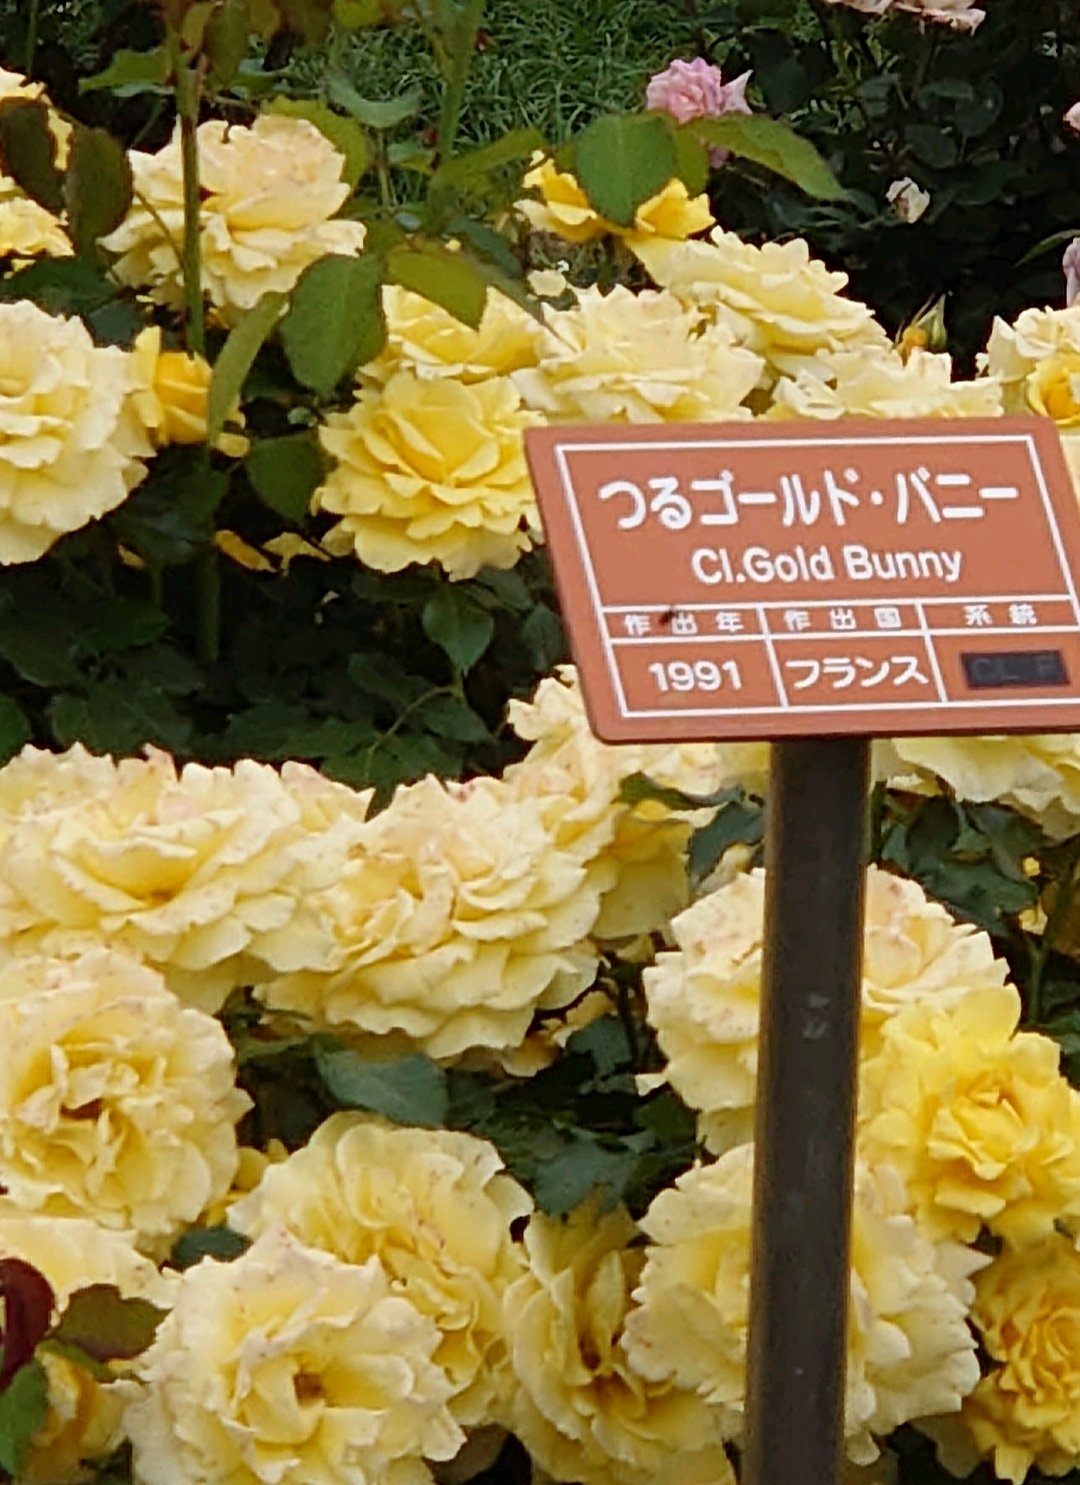 つるゴールド・バニー
Cl.Gold Bunny
作出年 作出国 系統
1991 フランス CL F